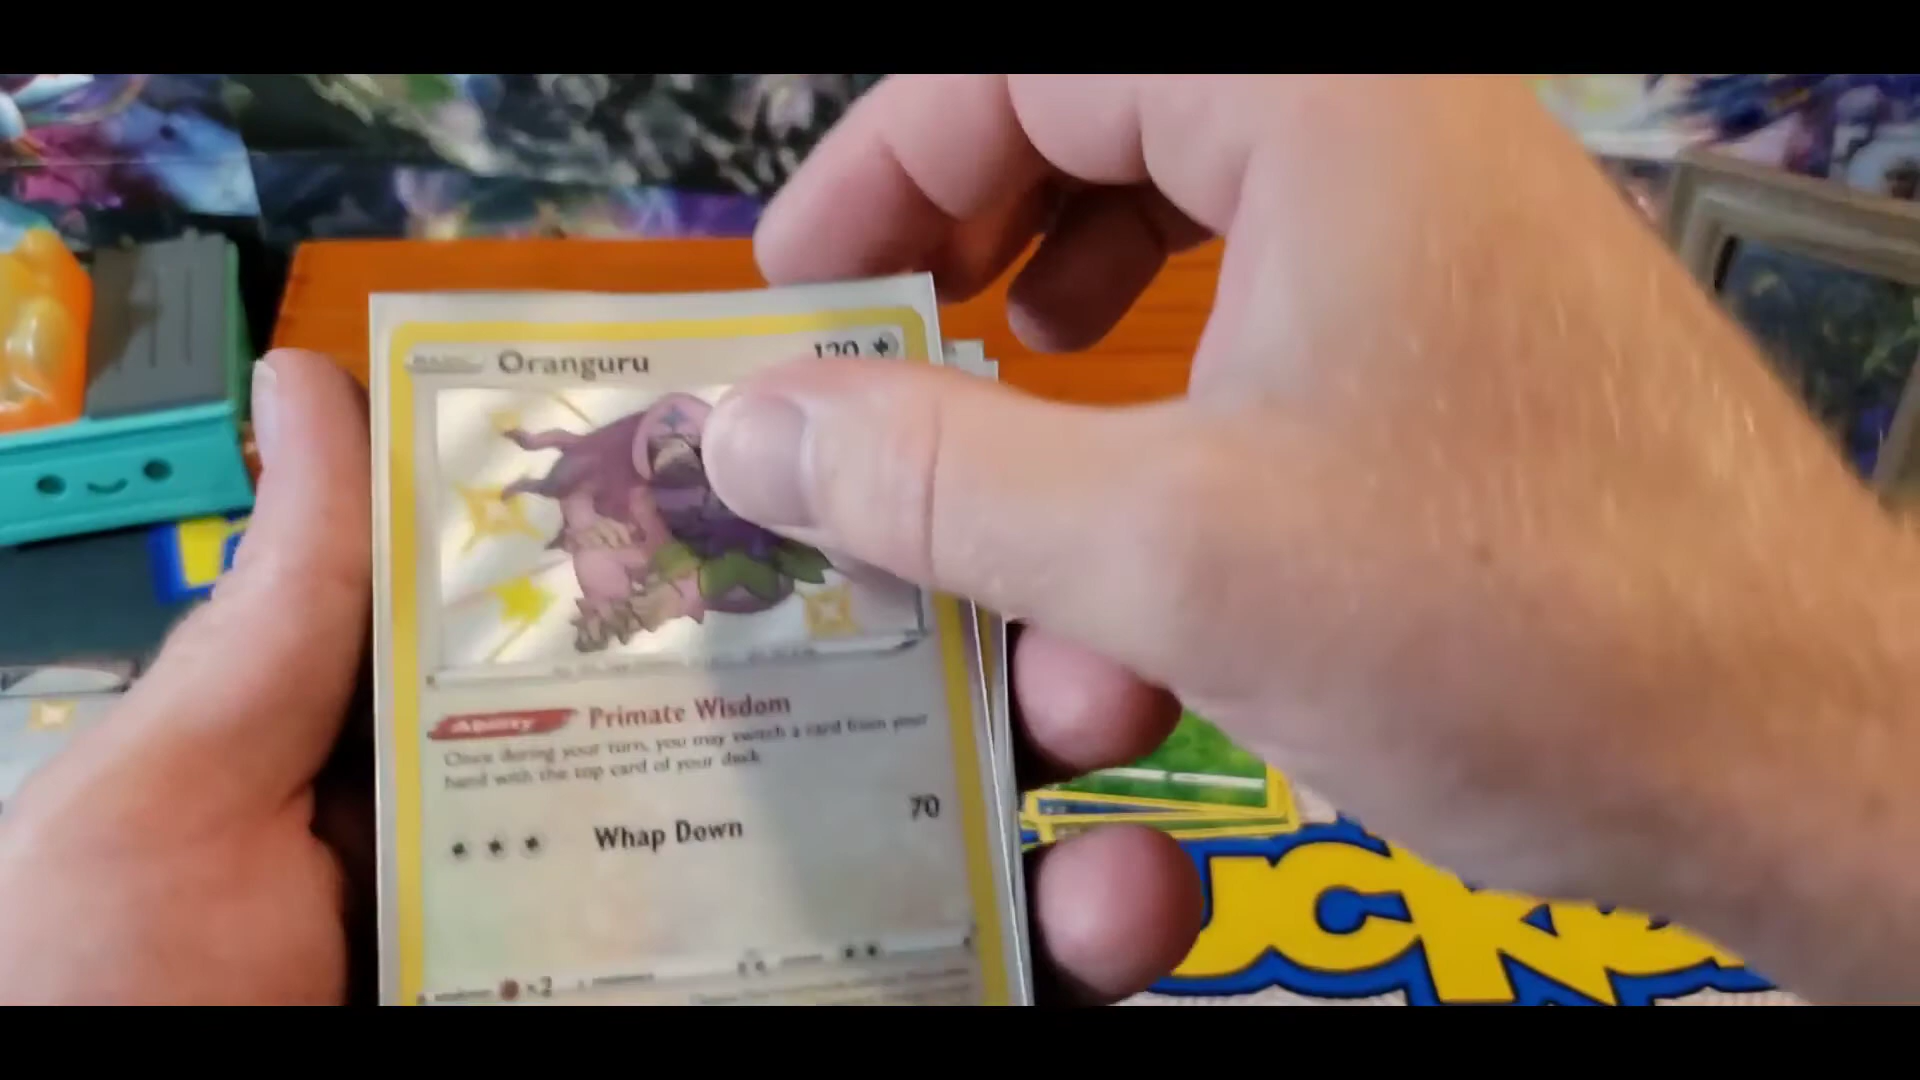 Oranguru 120
Ability Primate Wisdom
Once during your turn, you may switch a card from your
hand with the top card of your deck.
Whap Down 70
×2
UCK